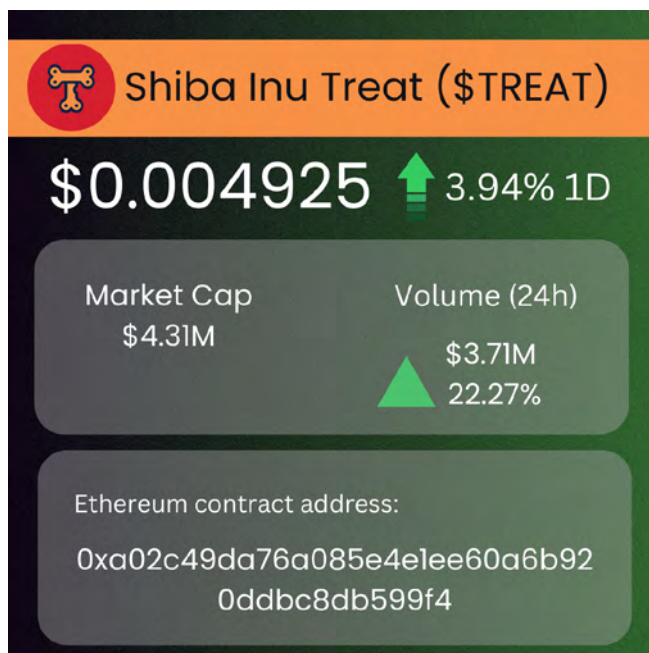 Shiba Inu Treat ($TREAT)
$0.004925
3.94% 1D
Market Cap
$4.31M
Volume (24h)
$3.71M
22.27%
Ethereum contract address:
0xa02c49da76a085e4e1ee60a6b92
0ddbc8db599f4